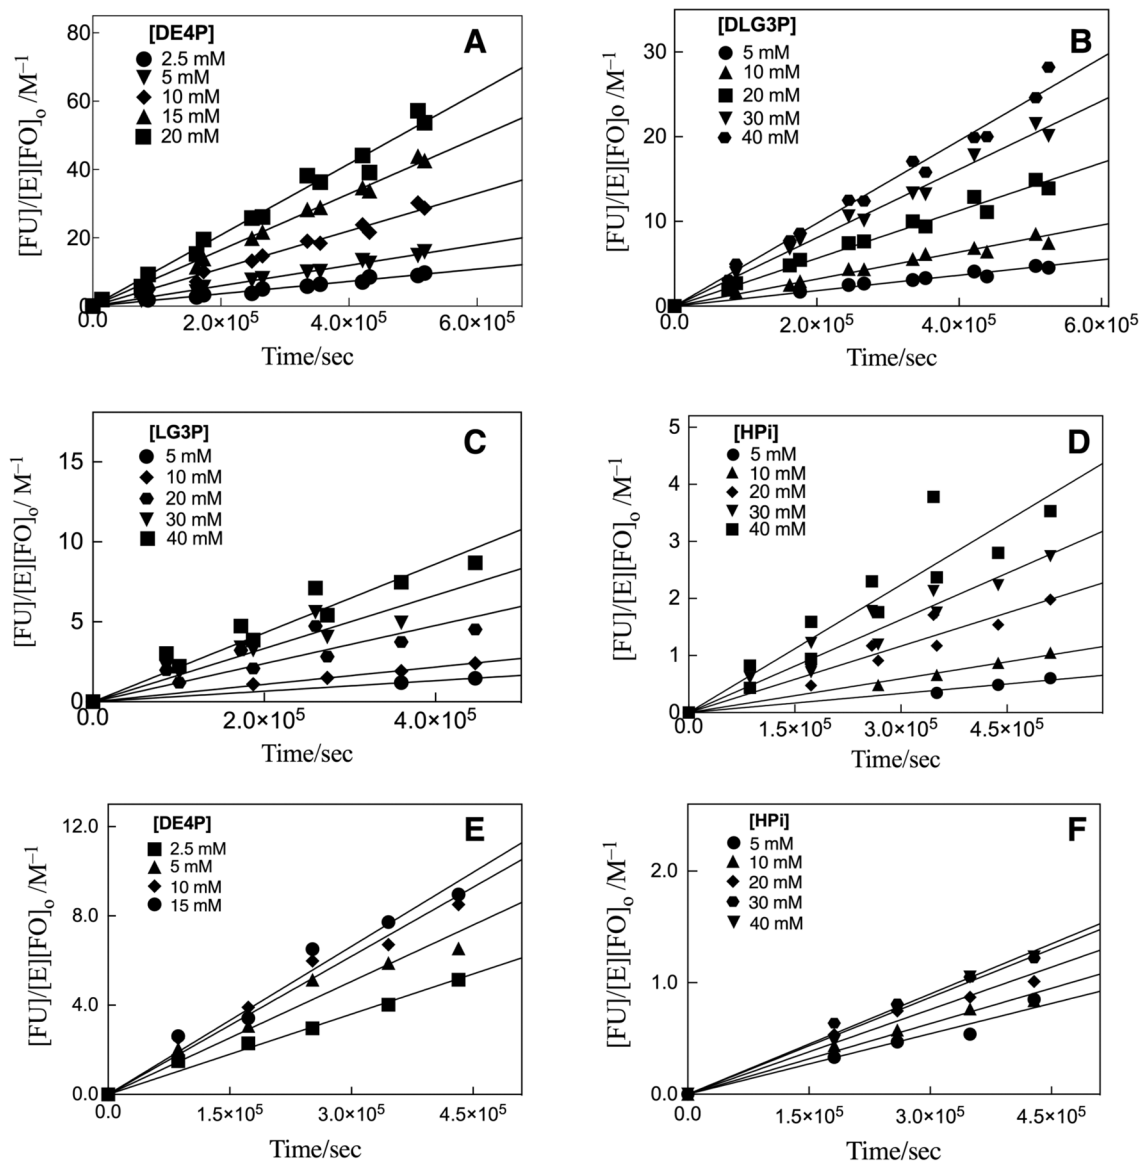 A
[DE4P]
2.5 mM
5 mM
10 mM
15 mM
20 mM
[FU]/[E][FO]o /M–1
80
60
40
20
0
0.0
2.0×10⁵
4.0×10⁵
6.0×10⁵
Time/sec
B
[DLG3P]
5 mM
10 mM
20 mM
30 mM
40 mM
[FU]/[E][FO]o /M–1
30
20
10
0
0.0
2.0×10⁵
4.0×10⁵
6.0×10⁵
Time/sec
C
[LG3P]
5 mM
10 mM
20 mM
30 mM
40 mM
[FU]/[E][FO]o/ M–1
15
10
5
0
0.0
2.0×10⁵
4.0×10⁵
Time/sec
D
[HPi]
5 mM
10 mM
20 mM
30 mM
40 mM
[FU]/[E][FO]o /M–1
5
4
3
2
1
0
0.0
1.5×10⁵
3.0×10⁵
4.5×10⁵
Time/sec
E
[DE4P]
2.5 mM
5 mM
10 mM
15 mM
[FU]/[E][FO]o /M–1
12.0
8.0
4.0
0.0
0.0
1.5×10⁵
3.0×10⁵
4.5×10⁵
Time/sec
F
[HPi]
5 mM
10 mM
20 mM
30 mM
40 mM
[FU]/[E][FO]o /M–1
2.0
1.0
0.0
0.0
1.5×10⁵
3.0×10⁵
4.5×10⁵
Time/sec